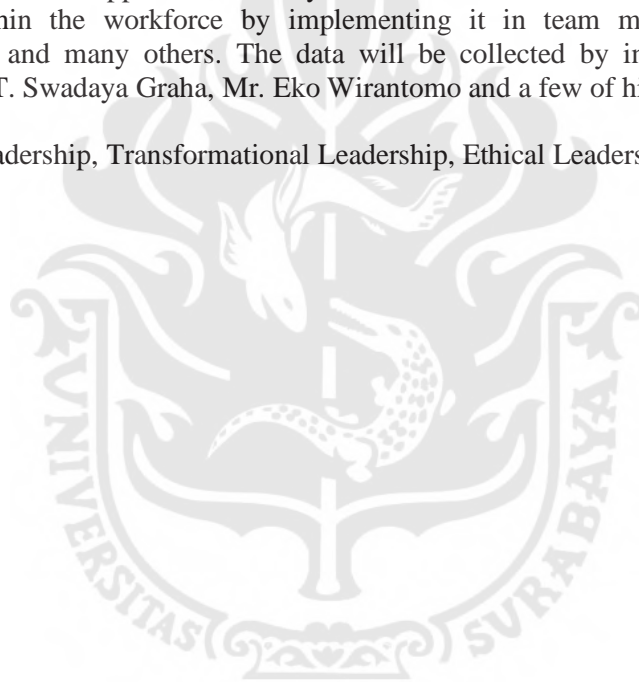 within the workforce by implementing it in team m
and many others. The data will be collected by in
T. Swadaya Graha, Mr. Eko Wirantomo and a few of hi
adership, Transformational Leadership, Ethical Leaders
UNIVERSITAS SURABAYA